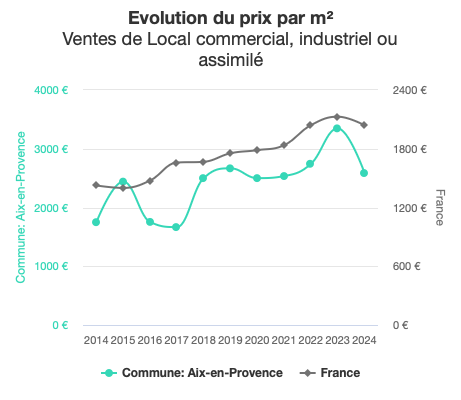 Evolution du prix par m²
Ventes de Local commercial, industriel ou
assimilé
4000 €
2400 €
3000 €
1800 €
2000 €
1200 €
1000 €
600 €
0 €
0 €
Commune: Aix-en-Provence
France
2014 2015 2016 2017 2018 2019 2020 2021 2022 2023 2024
Commune: Aix-en-Provence France